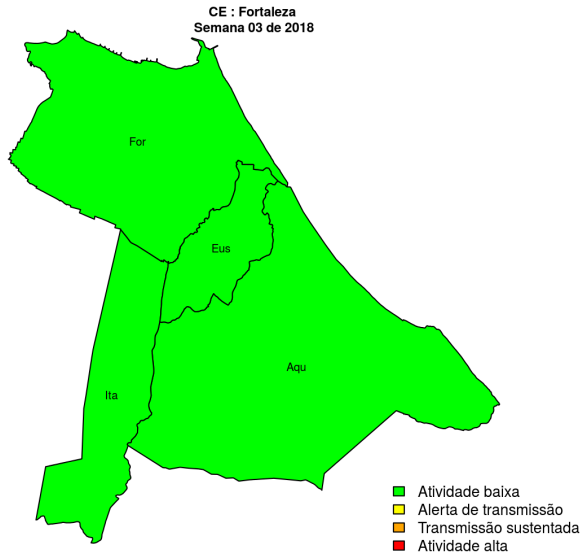 CE : Fortaleza
Semana 03 de 2018
For
Eus
Aqu
Ita
Atividade baixa
Alerta de transmissão
Transmissão sustentada
Atividade alta